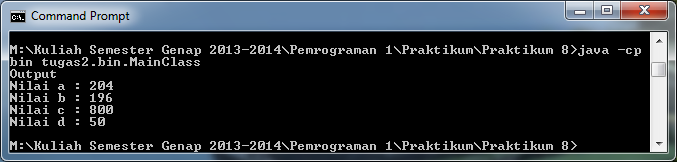 Command Prompt
M:\Kuliah Semester Genap 2013-2014\Pemrograman 1\Praktikum\Praktikum 8>java -cp
bin tugas2.bin.MainClass
Output
Nilai a : 204
Nilai b : 196
Nilai c : 800
Nilai d : 50
M:\Kuliah Semester Genap 2013-2014\Pemrograman 1\Praktikum\Praktikum 8>